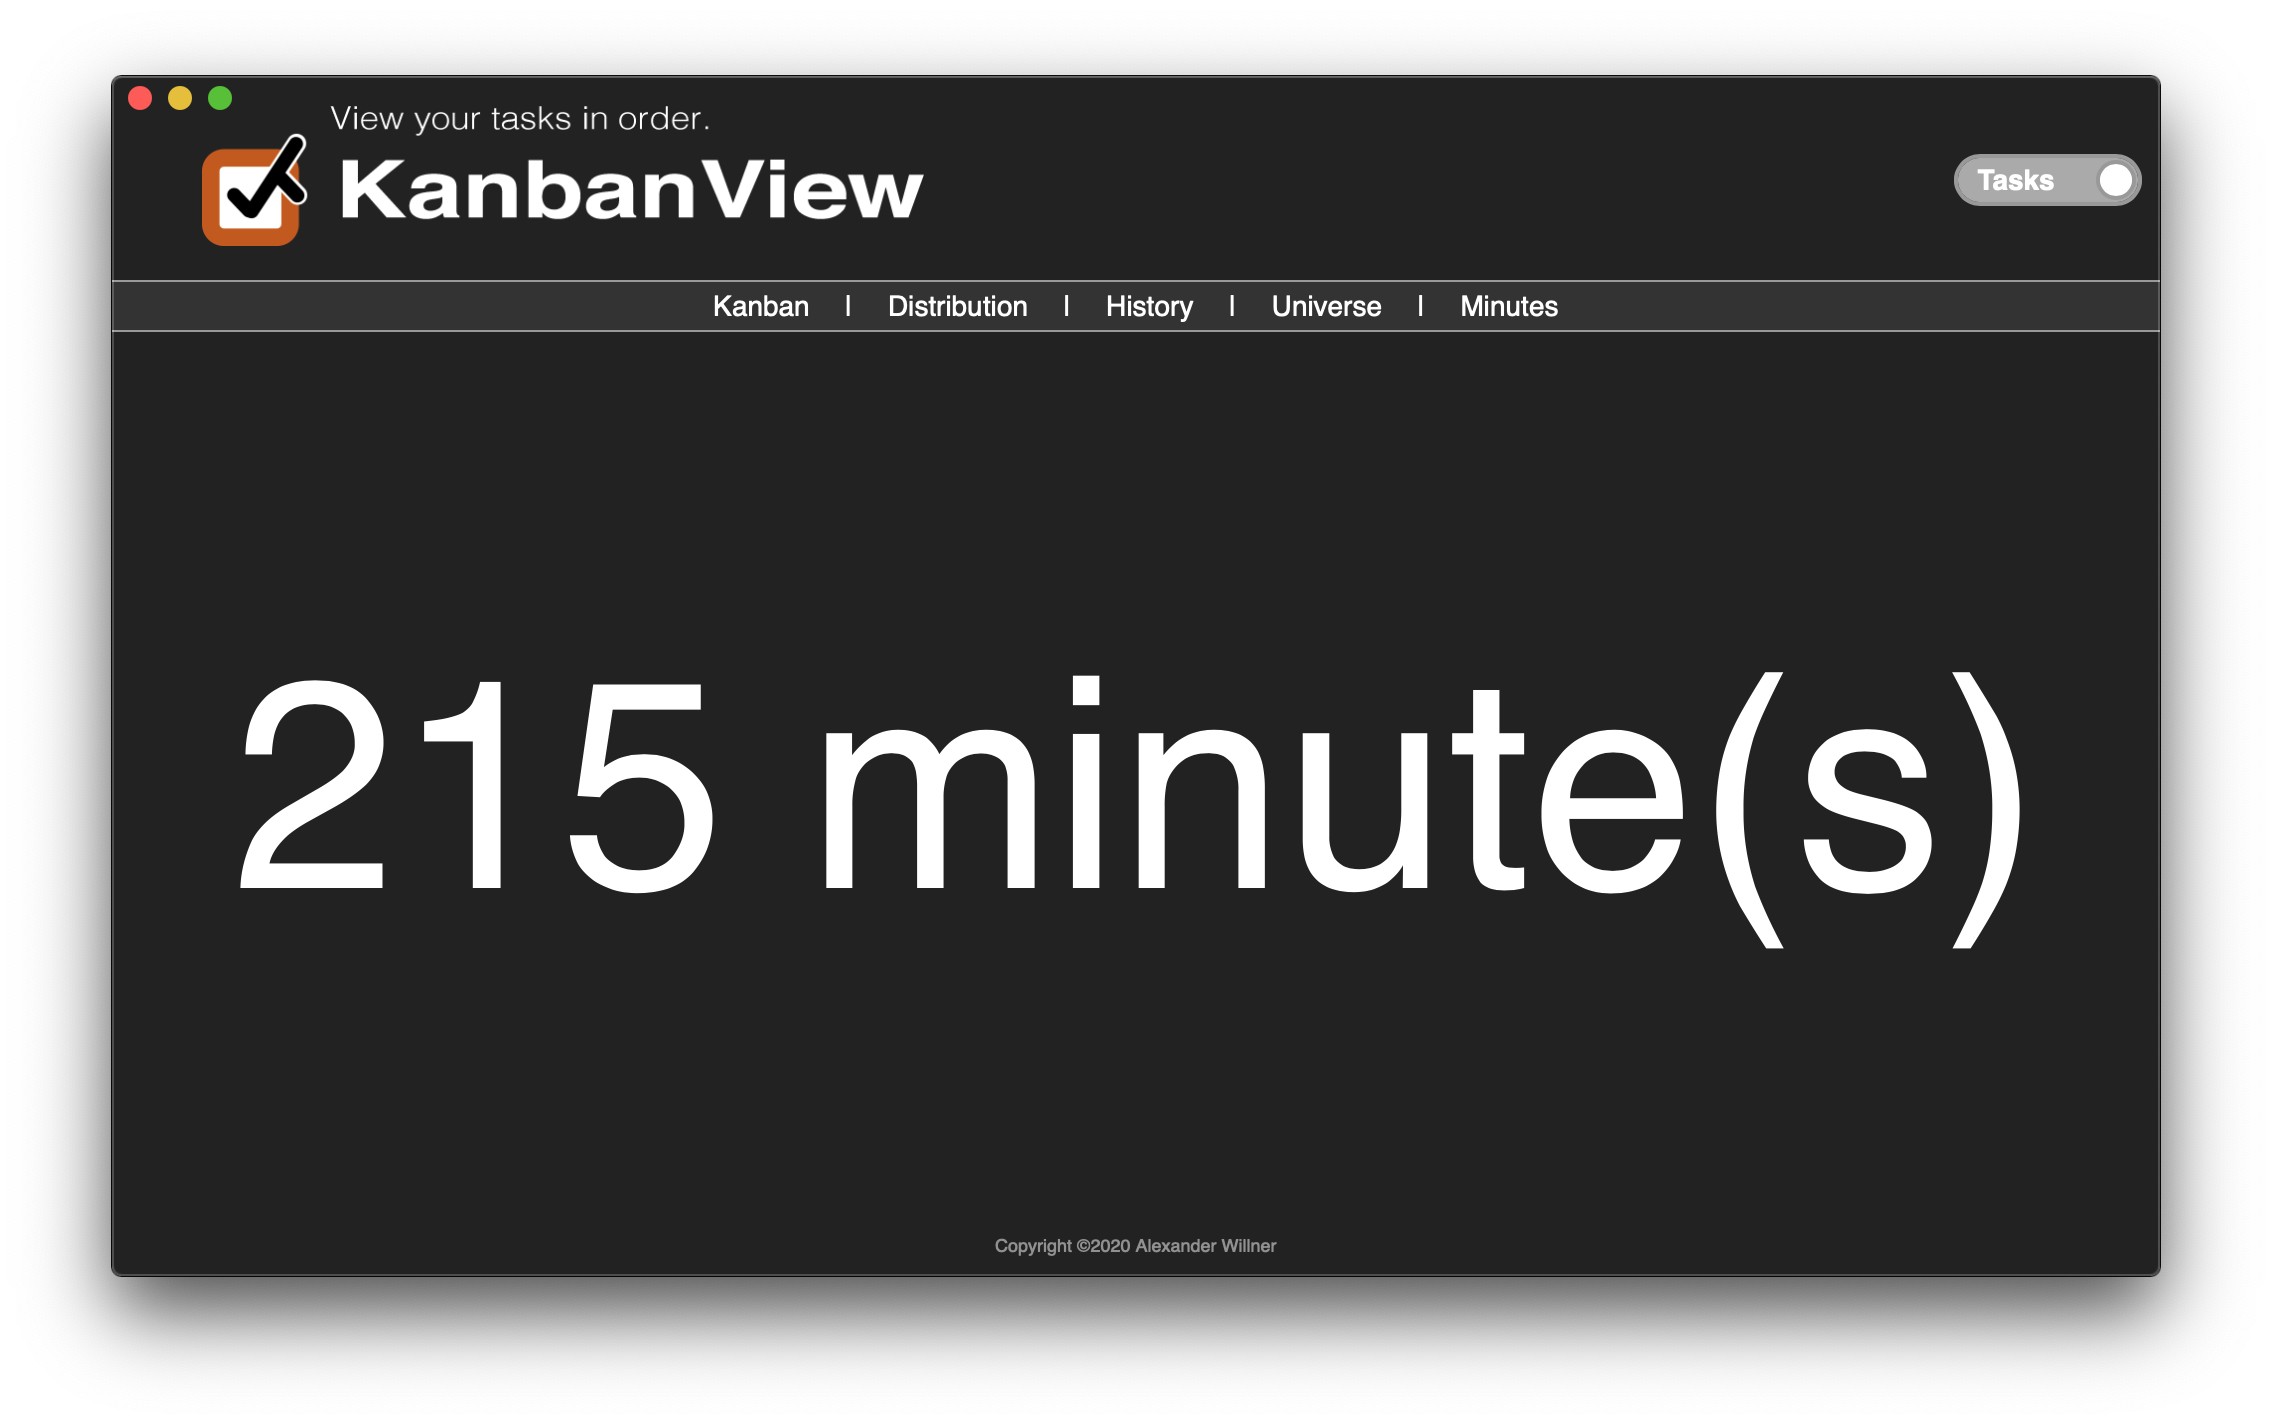 View your tasks in order.
KanbanView
Tasks
Kanban | Distribution | History | Universe | Minutes
215 minute(s)
Copyright ©2020 Alexander Willner